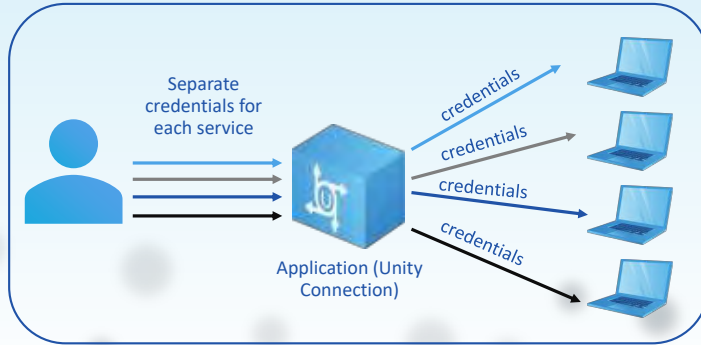 Separate
credentials for
each service
credentials
credentials
credentials
credentials
U
Application (Unity
Connection)